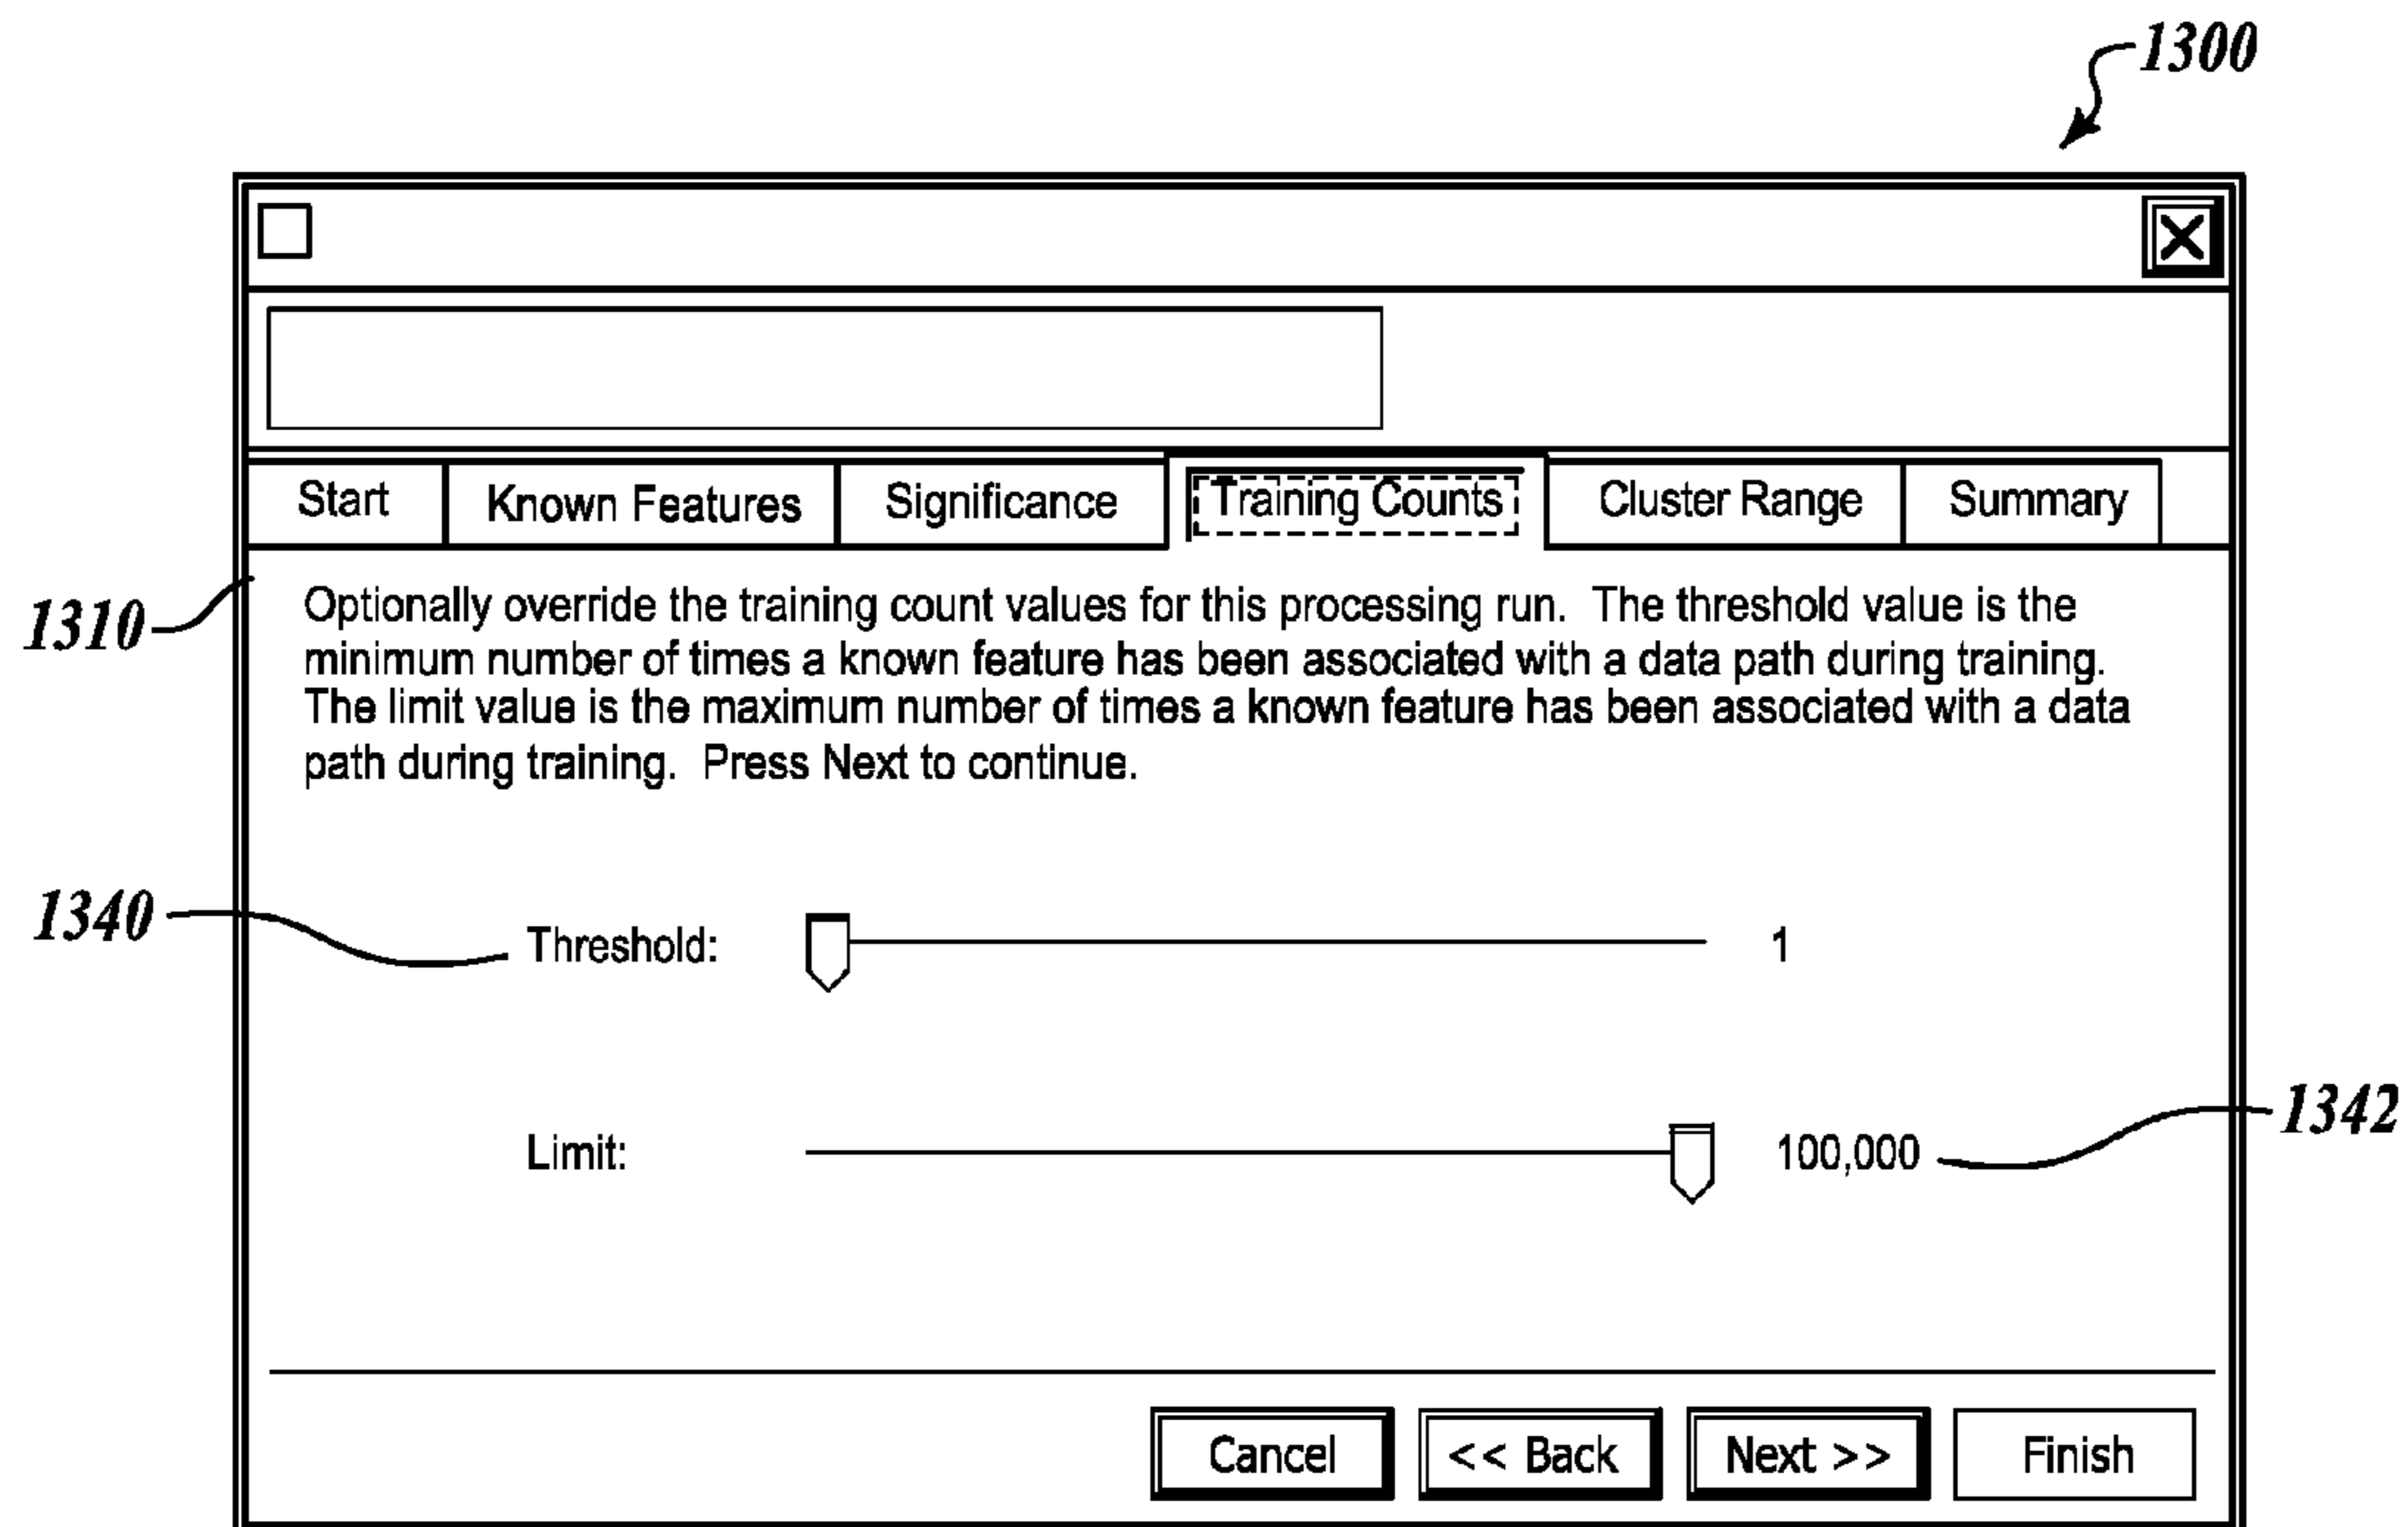 1300
Start Known Features Significance Training Counts Cluster Range Summary
1310
Optionally override the training count values for this processing run. The threshold value is the
minimum number of times a known feature has been associated with a data path during training.
The limit value is the maximum number of times a known feature has been associated with a data
path during training. Press Next to continue.
1340
Threshold: 1
Limit: 100,000
1342
Cancel << Back Next >> Finish